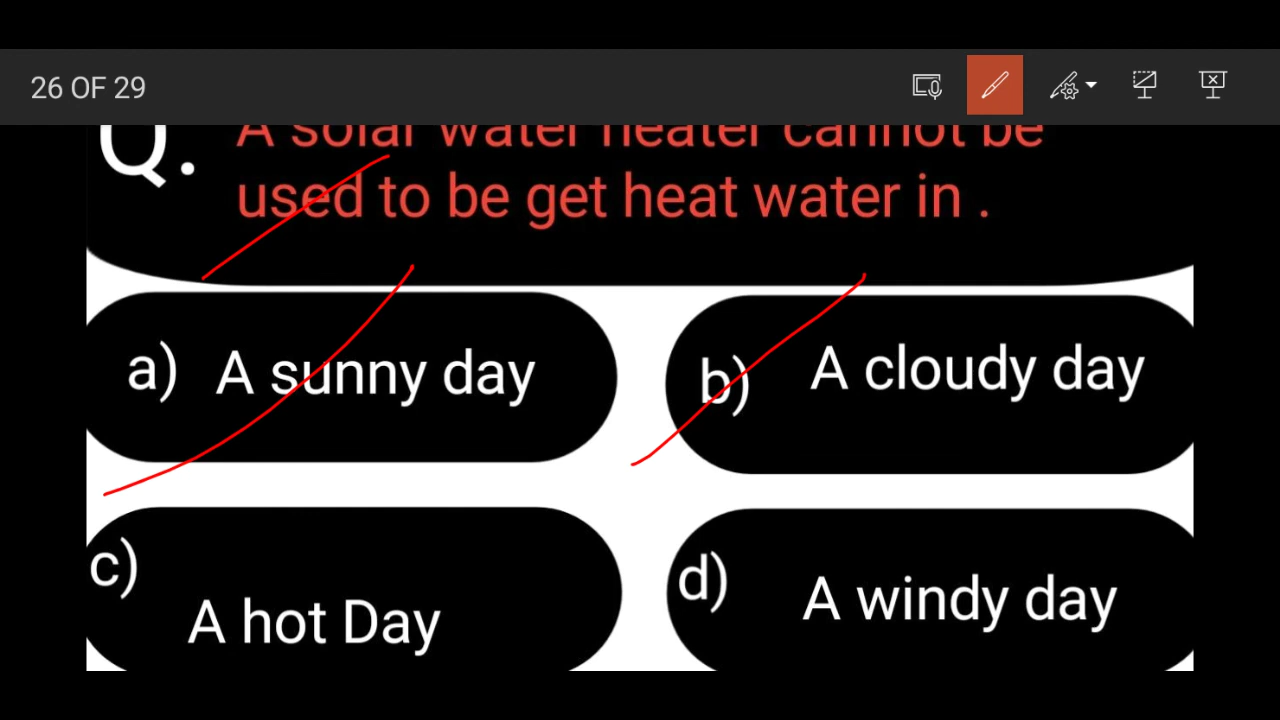 26 OF 29
Q. A solar water heater cannot be
used to be get heat water in .
a) A sunny day
b) A cloudy day
c) A hot Day
d) A windy day